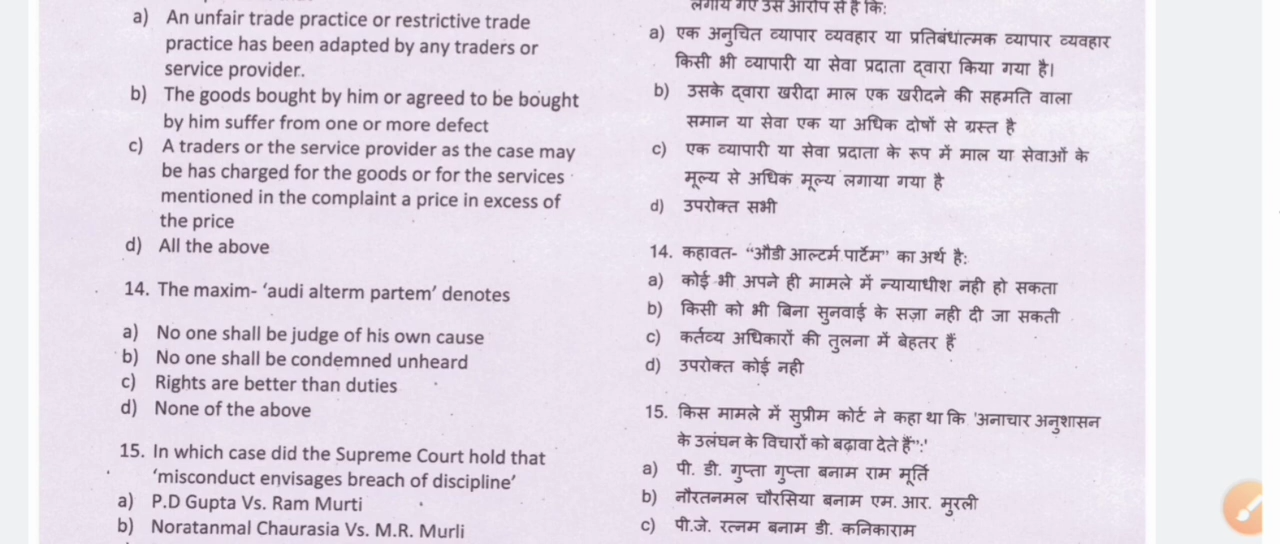 a) An unfair trade practice or restrictive trade
practice has been adapted by any traders or
service provider.
b) The goods bought by him or agreed to be bought
by him suffer from one or more defect
c) A traders or the service provider as the case may
be has charged for the goods or for the services
mentioned in the complaint a price in excess of
the price
d) All the above
14. The maxim- ‘audi alterm partem’ denotes
a) No one shall be judge of his own cause
b) No one shall be condemned unheard
c) Rights are better than duties
d) None of the above
15. In which case did the Supreme Court hold that
‘misconduct envisages breach of discipline’
a) P.D Gupta Vs. Ram Murti
b) Noratanmal Chaurasia Vs. M.R. Murli
लगाये गए उस आरोप से है कि:
a) एक अनुचित व्यापार व्यवहार या प्रतिबंधात्मक व्यापार व्यवहार
किसी भी व्यापारी या सेवा प्रदाता द्वारा किया गया है।
b) उसके द्वारा खरीदा माल एक खरीदने की सहमति वाला
समान या सेवा एक या अधिक दोषों से ग्रस्त है
c) एक व्यापारी या सेवा प्रदाता के रूप में माल या सेवाओं के
मूल्य से अधिक मूल्य लगाया गया है
d) उपरोक्त सभी
14. कहावत- “औडी आल्टर्म पार्टेम” का अर्थ है:
a) कोई भी अपने ही मामले में न्यायाधीश नही हो सकता
b) किसी को भी बिना सुनवाई के सज़ा नही दी जा सकती
c) कर्तव्य अधिकारों की तुलना में बेहतर हैं
d) उपरोक्त कोई नही
15. किस मामले में सुप्रीम कोर्ट ने कहा था कि 'अनाचार अनुशासन
के उलंघन के विचारों को बढ़ावा देते हैं":'
a) पी. डी. गुप्ता गुप्ता बनाम राम मूर्ति
b) नौरतनमल चौरसिया बनाम एम. आर. मुरली
c) पी.जे. रत्नम बनाम डी. कनिकाराम